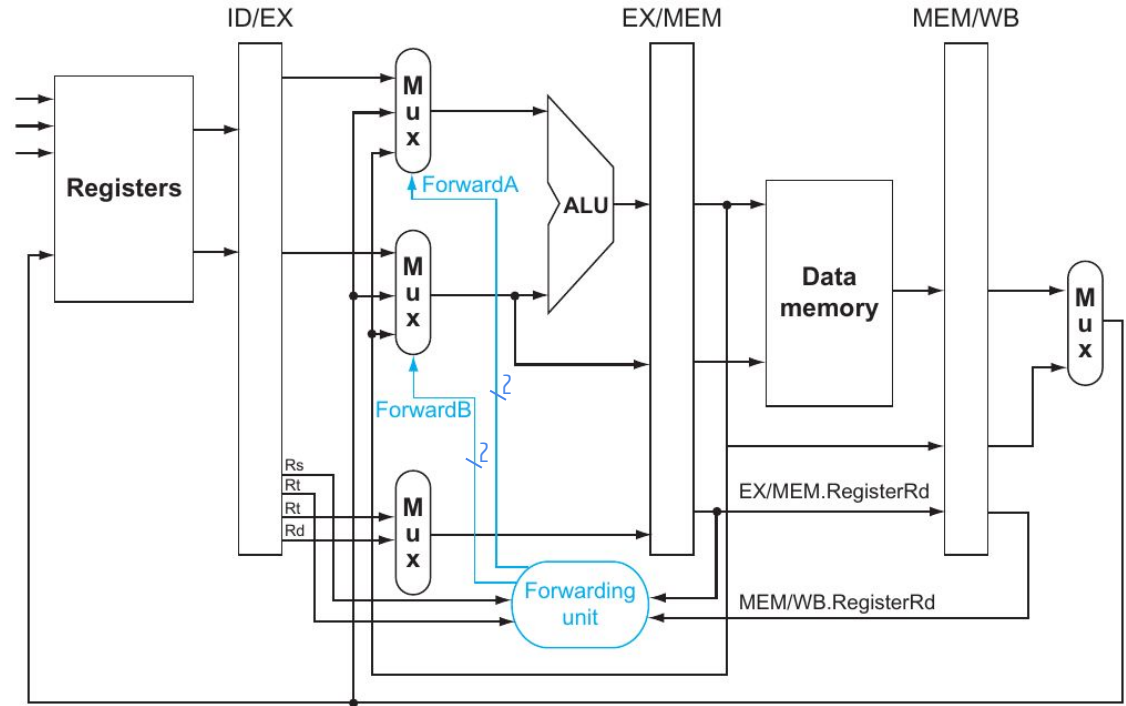 ID/EX
EX/MEM
MEM/WB
Registers
M
u
x
ForwardA
ALU
M
u
x
Data
memory
M
u
x
ForwardB
2
2
Rs
Rt
Rt
Rd
M
u
x
EX/MEM.RegisterRd
Forwarding
unit
MEM/WB.RegisterRd